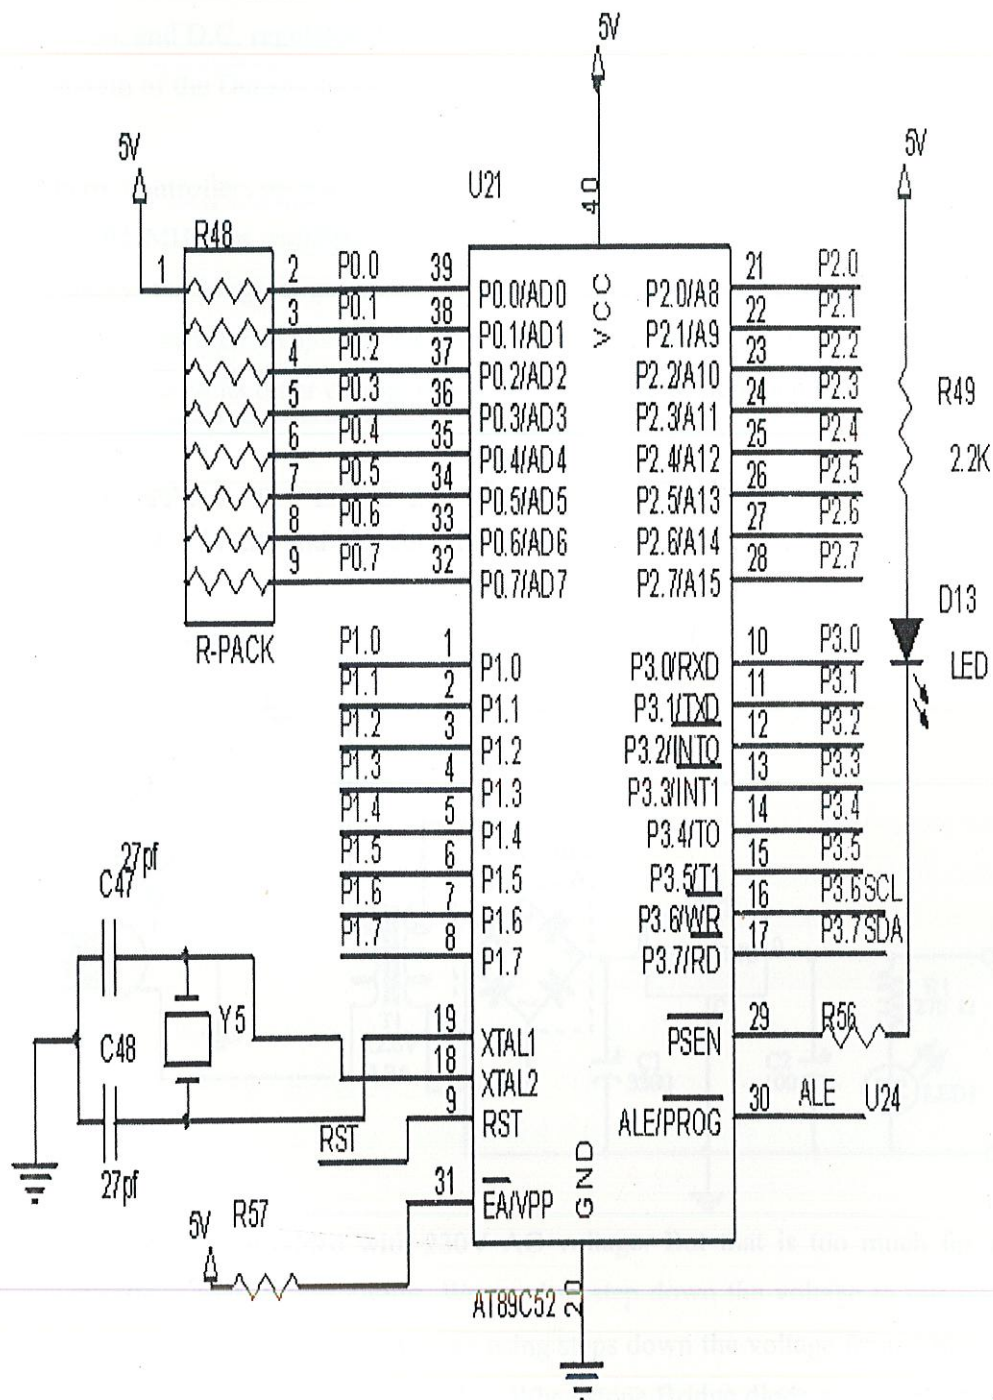 5V
5V
5V
U21
40
R48
1
2 P0.0 39 P0.0/AD0
3 P0.1 38 P0.1/AD1
4 P0.2 37 P0.2/AD2
5 P0.3 36 P0.3/AD3
6 P0.4 35 P0.4/AD4
7 P0.5 34 P0.5/AD5
8 P0.6 33 P0.6/AD6
9 P0.7 32 P0.7/AD7
R-PACK
VCC
P2.0/A8 21 P2.0
P2.1/A9 22 P2.1
P2.2/A10 23 P2.2
P2.3/A11 24 P2.3
P2.4/A12 25 P2.4
P2.5/A13 26 P2.5
P2.6/A14 27 P2.6
P2.7/A15 28 P2.7
R49
2.2K
D13
LED
P1.0 1 P1.0
P1.1 2 P1.1
P1.2 3 P1.2
P1.3 4 P1.3
P1.4 5 P1.4
P1.5 6 P1.5
P1.6 7 P1.6
P1.7 8 P1.7
P3.0/RXD 10 P3.0
P3.1/TXD 11 P3.1
P3.2/INT0 12 P3.2
P3.3/INT1 13 P3.3
P3.4/TO 14 P3.4
P3.5/T1 15 P3.5
P3.6/WR 16 P3.6SCL
P3.7/RD 17 P3.7SDA
27pf
C47
C48
27pf
Y5
19 XTAL1
18 XTAL2
RST 9 RST
31 EA/VPP
PSEN 29 R56
ALE/PROG 30 ALE U24
GND
5V R57
AT89C52 20